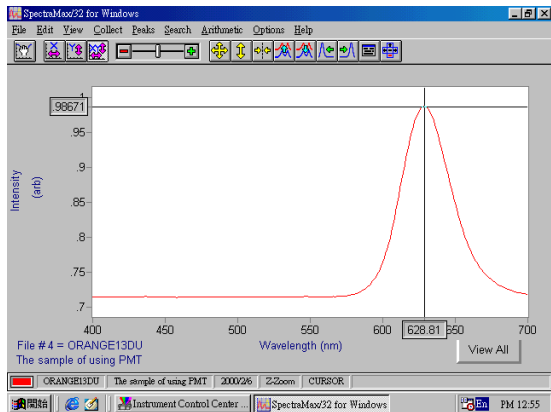 SpectraMax/32 for Windows
File Edit View Collect Peaks Search Arithmetic Options Help
1
.98671
.95
.9
.85
.8
.75
.7
Intensity
(arb)
400 450 500 550 600 628.81 650 700
Wavelength (nm)
File # 4 = ORANGE13DU
The sample of using PMT
View All
ORANGE13DU The sample of using PMT 2000/2/6 Z-Zoom CURSOR
開始 Instrument Control Center ... SpectraMax/32 for Windows En PM 12:55